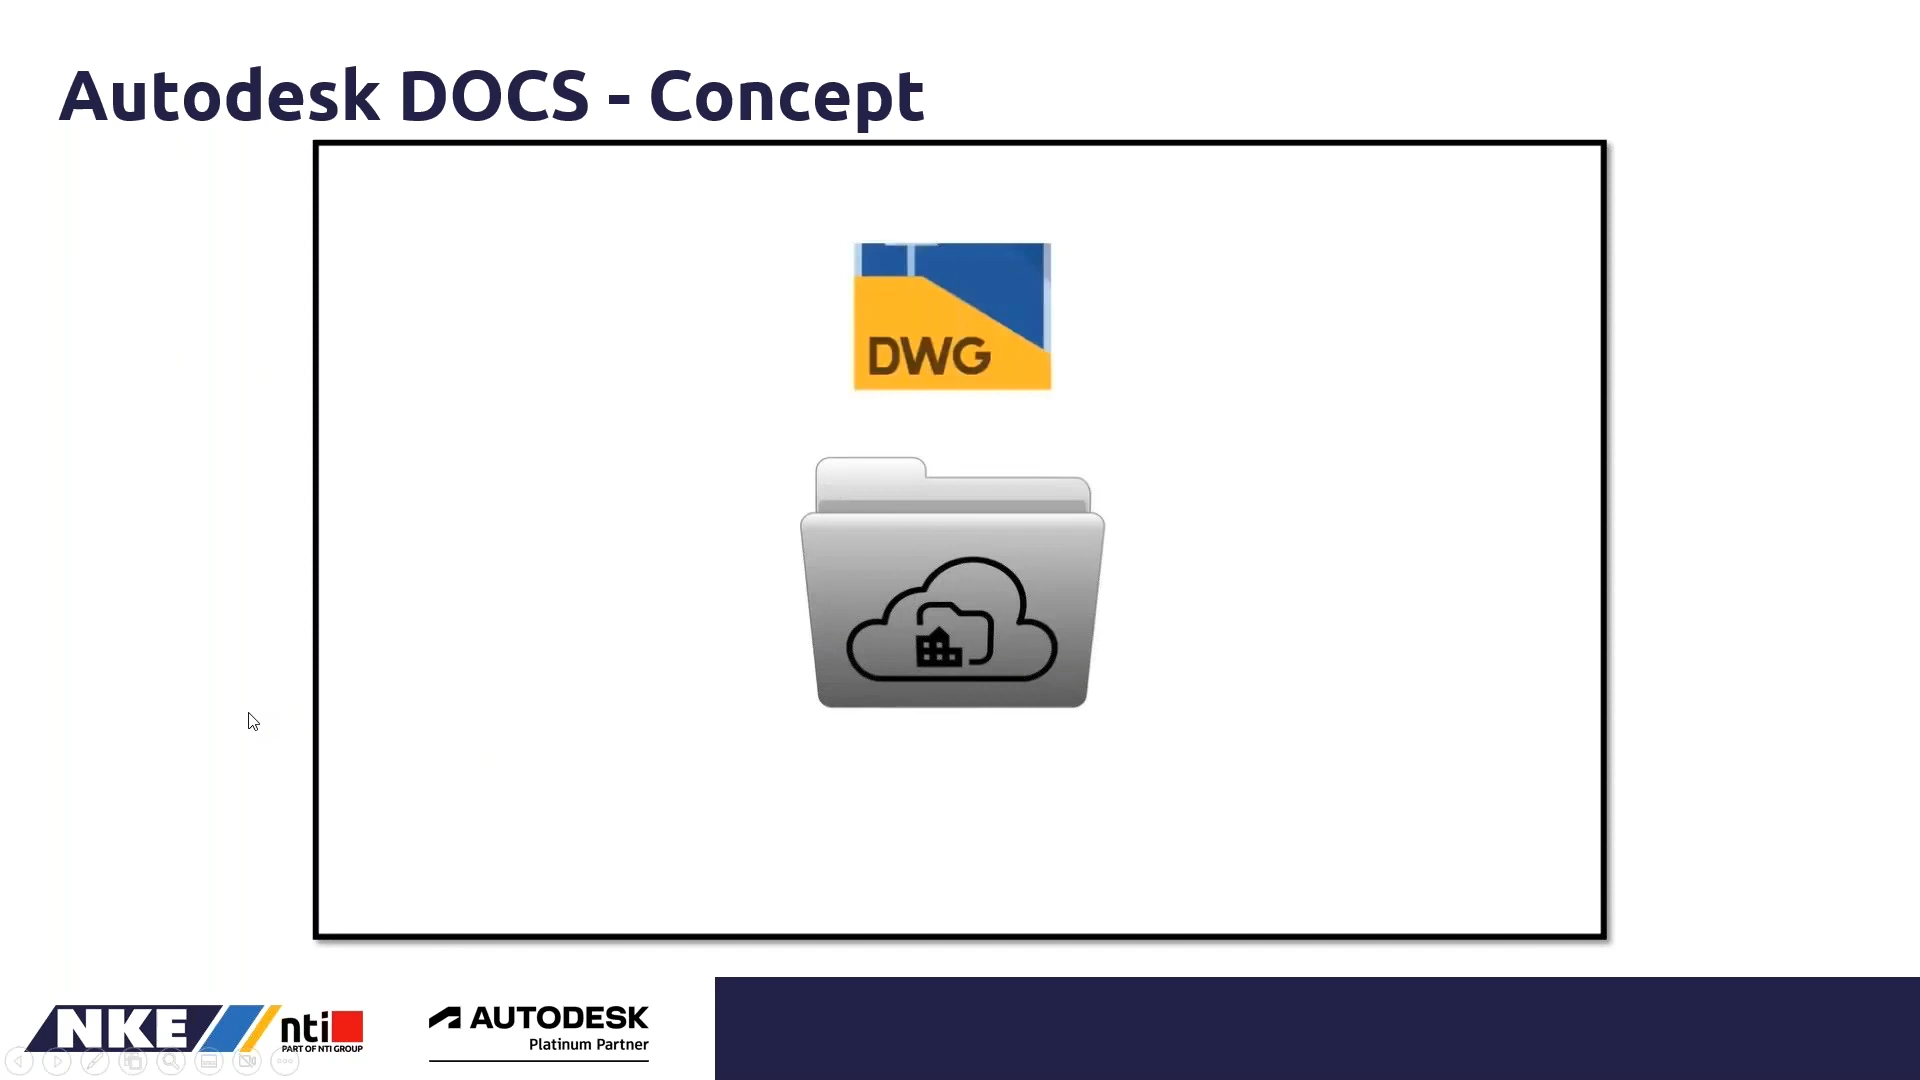 Autodesk DOCS - Concept
DWG
NKE
nti
PART OF NTI GROUP
AUTODESK
Platinum Partner